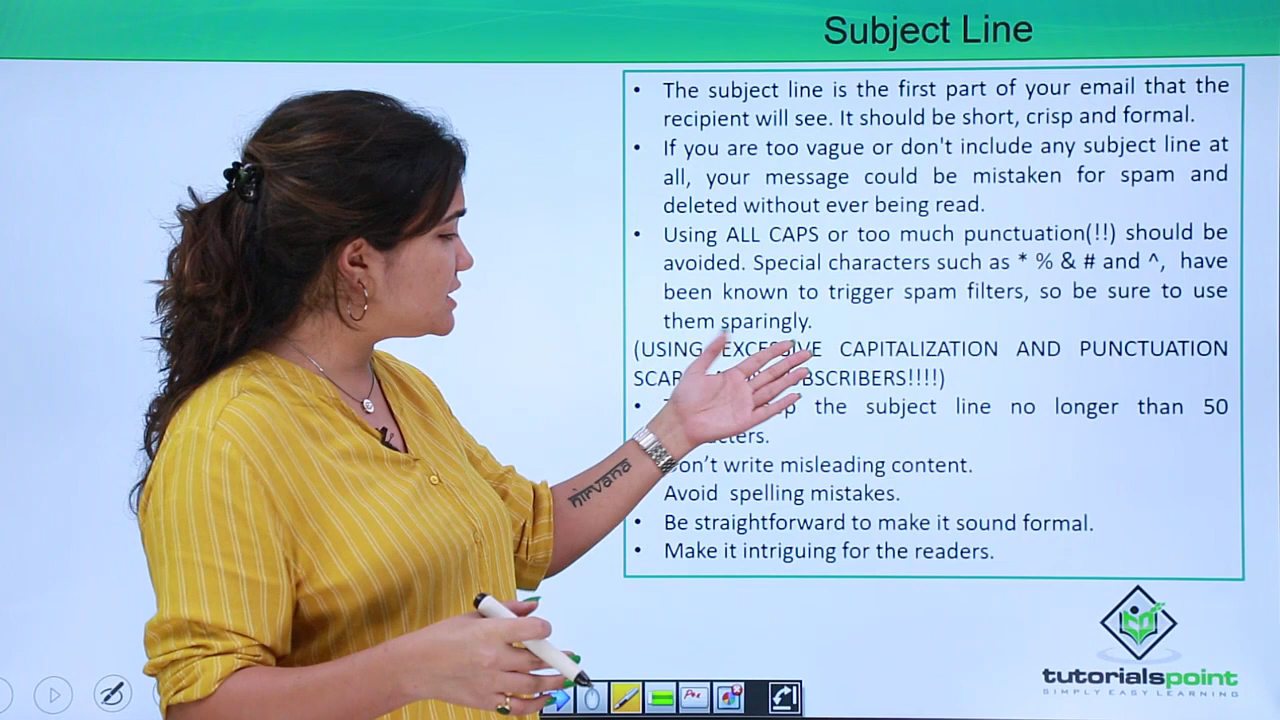 Subject Line
• The subject line is the first part of your email that the
recipient will see. It should be short, crisp and formal.
• If you are too vague or don't include any subject line at
all, your message could be mistaken for spam and
deleted without ever being read.
• Using ALL CAPS or too much punctuation(!!) should be
avoided. Special characters such as * % & # and ^, have
been known to trigger spam filters, so be sure to use
them sparingly.
(USING CAPITALIZATION AND PUNCTUATION
• the subject line no longer than 50
write misleading content.
Avoid spelling mistakes.
• Be straightforward to make it sound formal.
• Make it intriguing for the readers.
nirvana
tutorialspoint
SIMPLY EASY LEARNING